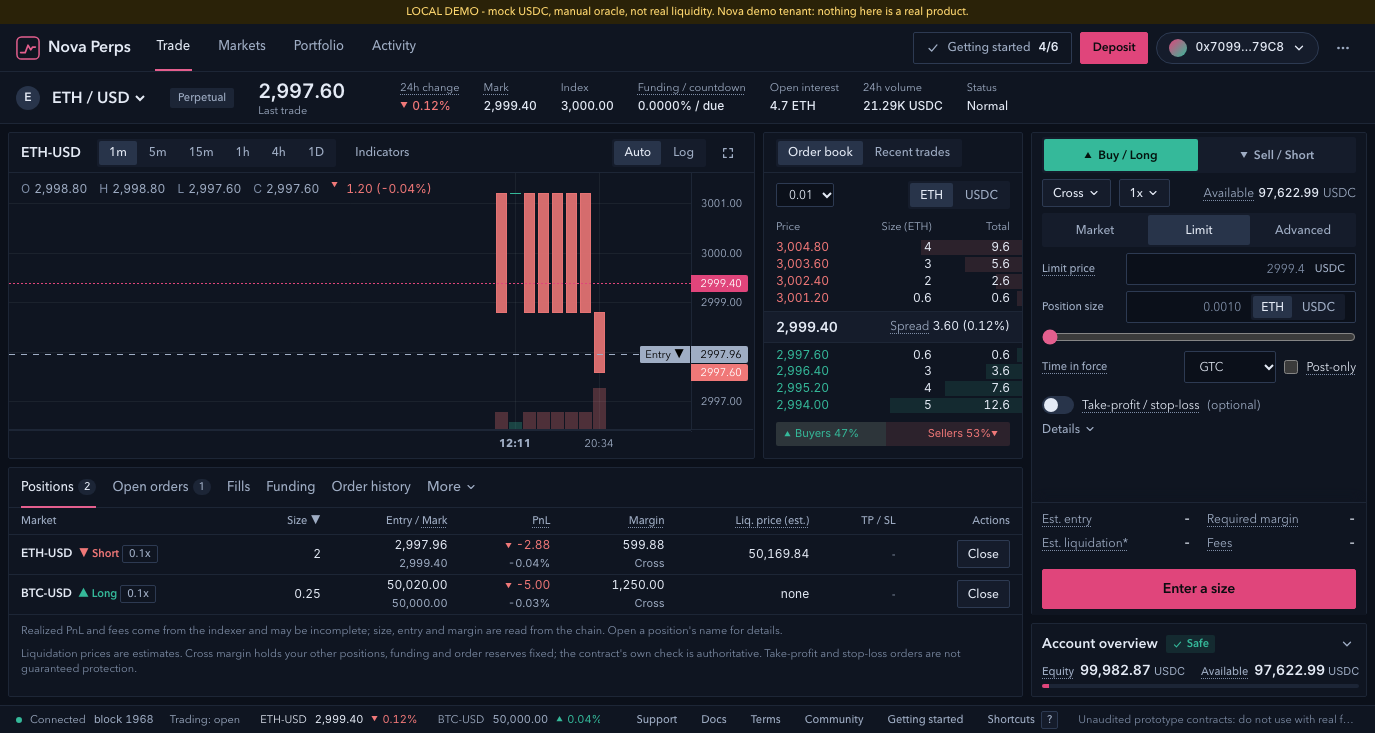 LOCAL DEMO - mock USDC, manual oracle, not real liquidity. Nova demo tenant: nothing here is a real product.
Nova Perps Trade Markets Portfolio Activity Getting started 4/6 Deposit 0x7099...79C8 ...
E ETH / USD Perpetual 2,997.60 Last trade
24h change Mark Index Funding / countdown Open interest 24h volume Status
▼ 0.12% 2,999.40 3,000.00 0.0000% / due 4.7 ETH 21.29K USDC Normal
ETH-USD 1m 5m 15m 1h 4h 1D Indicators Auto Log
O 2,998.80 H 2,998.80 L 2,997.60 C 2,997.60 ▼ 1.20 (-0.04%)
3001.00
3000.00
2999.40
2999.00
Entry ▼ 2997.96
2997.60
2997.00
12:11 20:34
Order book Recent trades
0.01 ETH USDC
Price Size (ETH) Total
3,004.80 4 9.6
3,003.60 3 5.6
3,002.40 2 2.6
3,001.20 0.6 0.6
2,999.40 Spread 3.60 (0.12%)
2,997.60 0.6 0.6
2,996.40 3 3.6
2,995.20 4 7.6
2,994.00 5 12.6
▲ Buyers 47% Sellers 53%▼
▲ Buy / Long ▼ Sell / Short
Cross 1x Available 97,622.99 USDC
Market Limit Advanced
Limit price 2999.4 USDC
Position size 0.0010 ETH USDC
Time in force GTC Post-only
Take-profit / stop-loss (optional)
Details
Est. entry - Required margin -
Est. liquidation* - Fees -
Enter a size
Account overview ✓ Safe
Equity 99,982.87 USDC Available 97,622.99 USDC
Positions 2 Open orders 1 Fills Funding Order history More
Market Size ▼ Entry / Mark PnL Margin Liq. price (est.) TP / SL Actions
ETH-USD ▼ Short 0.1x 2 2,997.96 ▼ -2.88 599.88 50,169.84 - Close
2,999.40 -0.04% Cross
BTC-USD ▲ Long 0.1x 0.25 50,020.00 ▼ -5.00 1,250.00 none - Close
50,000.00 -0.03% Cross
Realized PnL and fees come from the indexer and may be incomplete; size, entry and margin are read from the chain. Open a position's name for details.
Liquidation prices are estimates. Cross margin holds your other positions, funding and order reserves fixed; the contract's own check is authoritative. Take-profit and stop-loss orders are not
guaranteed protection.
Connected block 1968 Trading: open ETH-USD 2,999.40 ▼ 0.12% BTC-USD 50,000.00 ▲ 0.04% Support Docs Terms Community Getting started Shortcuts ? Unaudited prototype contracts: do not use with real f...